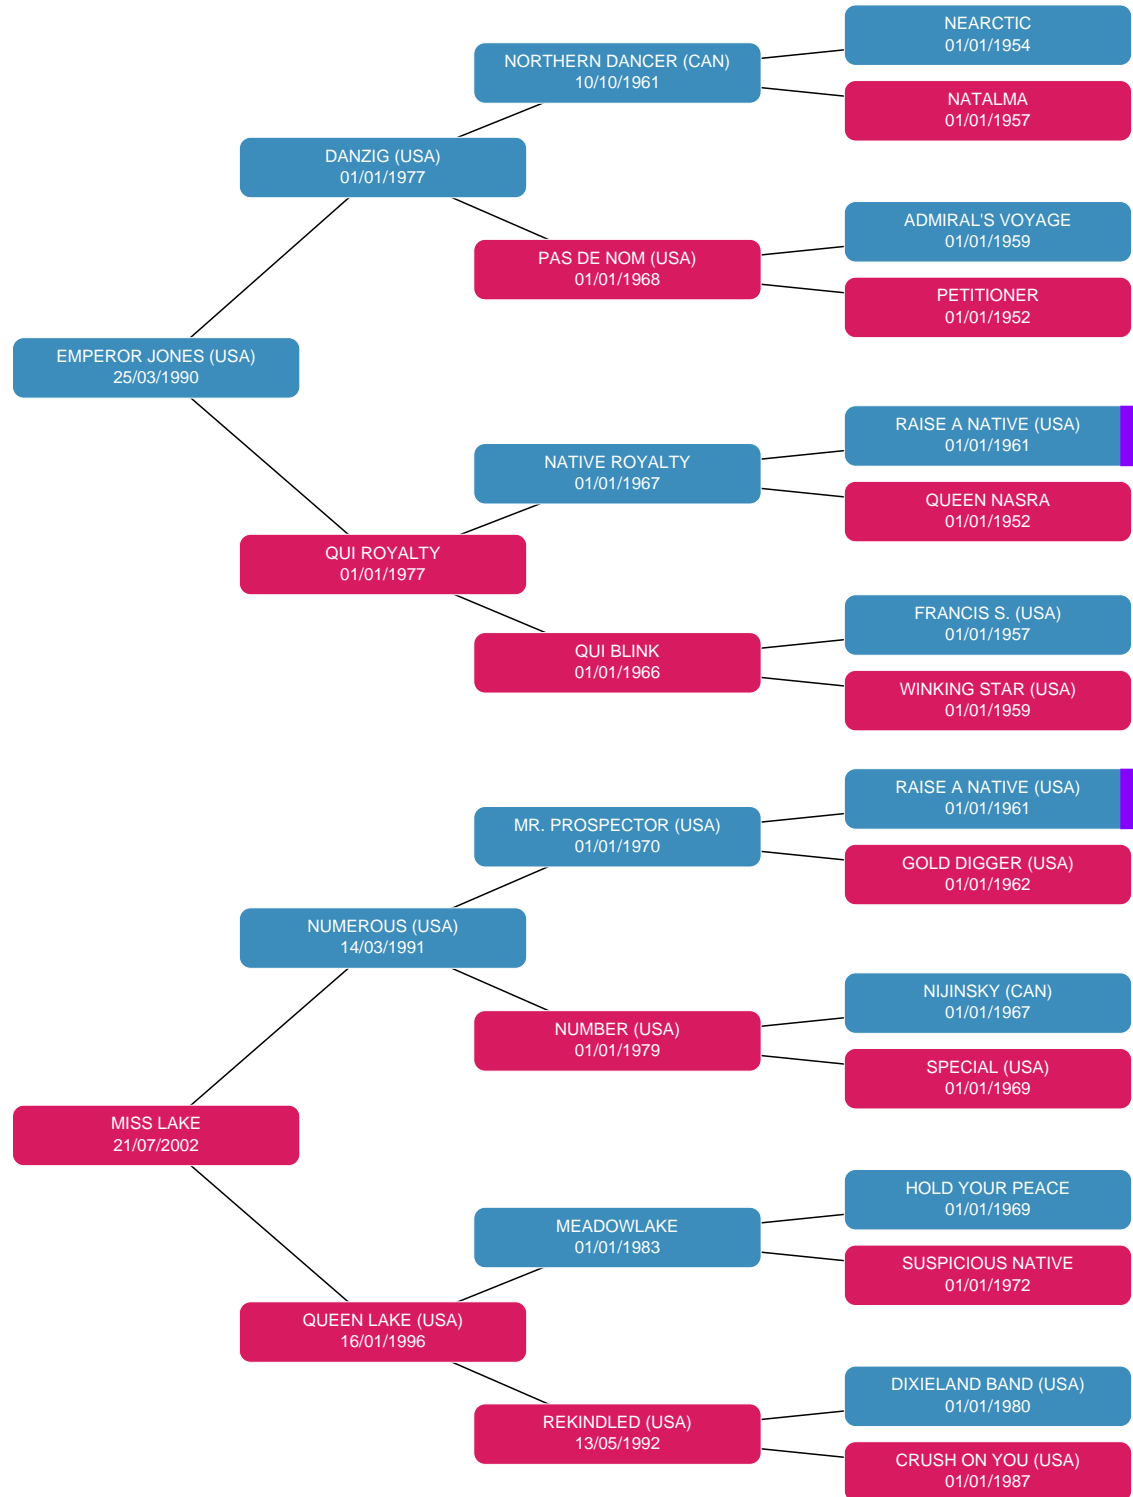 NEARCTIC
01/01/1954
NORTHERN DANCER (CAN)
10/10/1961
NATALMA
01/01/1957
DANZIG (USA)
01/01/1977
ADMIRAL'S VOYAGE
01/01/1959
PAS DE NOM (USA)
01/01/1968
PETITIONER
01/01/1952
EMPEROR JONES (USA)
25/03/1990
RAISE A NATIVE (USA)
01/01/1961
NATIVE ROYALTY
01/01/1967
QUEEN NASRA
01/01/1952
QUI ROYALTY
01/01/1977
FRANCIS S. (USA)
01/01/1957
QUI BLINK
01/01/1966
WINKING STAR (USA)
01/01/1959
RAISE A NATIVE (USA)
01/01/1961
MR. PROSPECTOR (USA)
01/01/1970
GOLD DIGGER (USA)
01/01/1962
NUMEROUS (USA)
14/03/1991
NIJINSKY (CAN)
01/01/1967
NUMBER (USA)
01/01/1979
SPECIAL (USA)
01/01/1969
MISS LAKE
21/07/2002
HOLD YOUR PEACE
01/01/1969
MEADOWLAKE
01/01/1983
SUSPICIOUS NATIVE
01/01/1972
QUEEN LAKE (USA)
16/01/1996
DIXIELAND BAND (USA)
01/01/1980
REKINDLED (USA)
13/05/1992
CRUSH ON YOU (USA)
01/01/1987